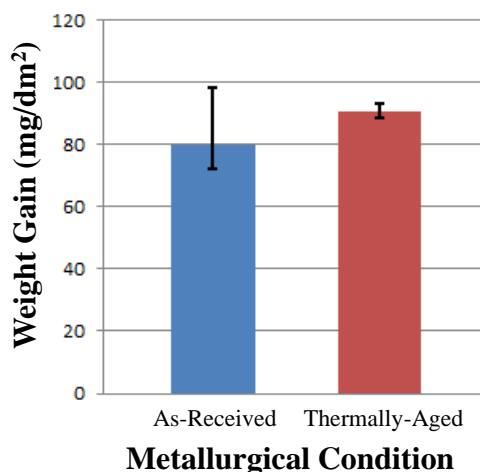 120
100
80
60
40
20
0
Weight Gain (mg/dm²)
As-Received Thermally-Aged
Metallurgical Condition